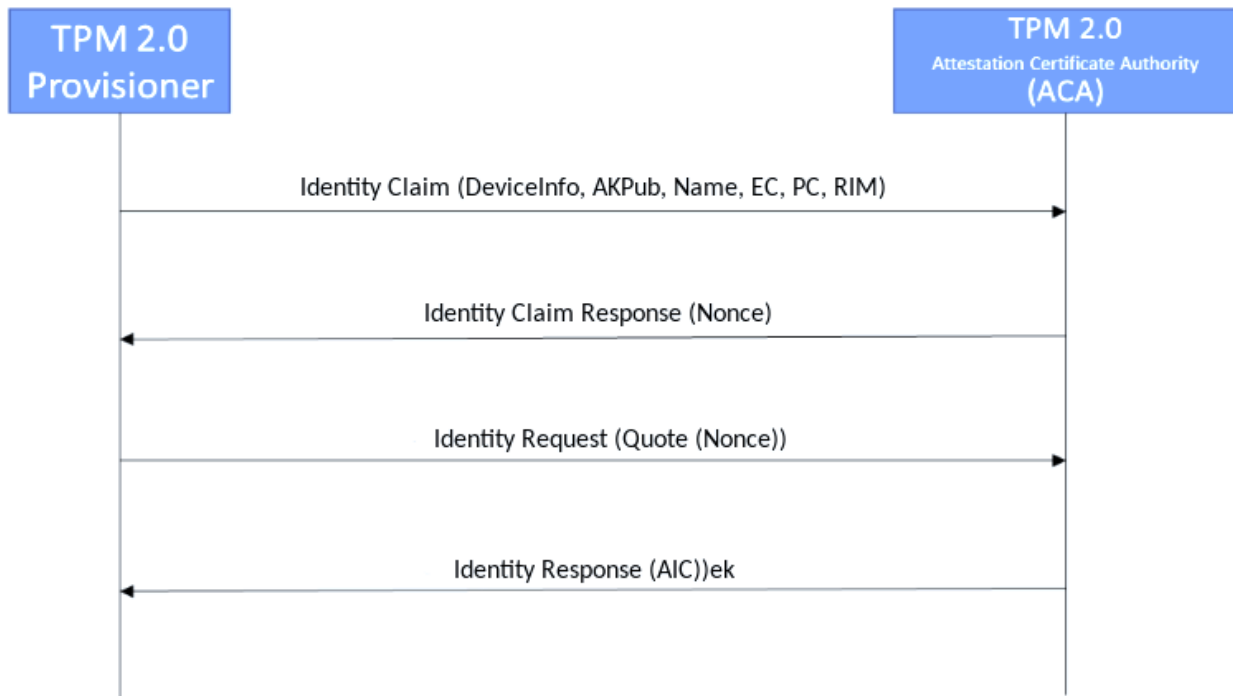 TPM 2.0
Provisioner
TPM 2.0
Attestation Certificate Authority
(ACA)
Identity Claim (DeviceInfo, AKPub, Name, EC, PC, RIM)
Identity Claim Response (Nonce)
Identity Request (Quote (Nonce))
Identity Response (AIC))ek